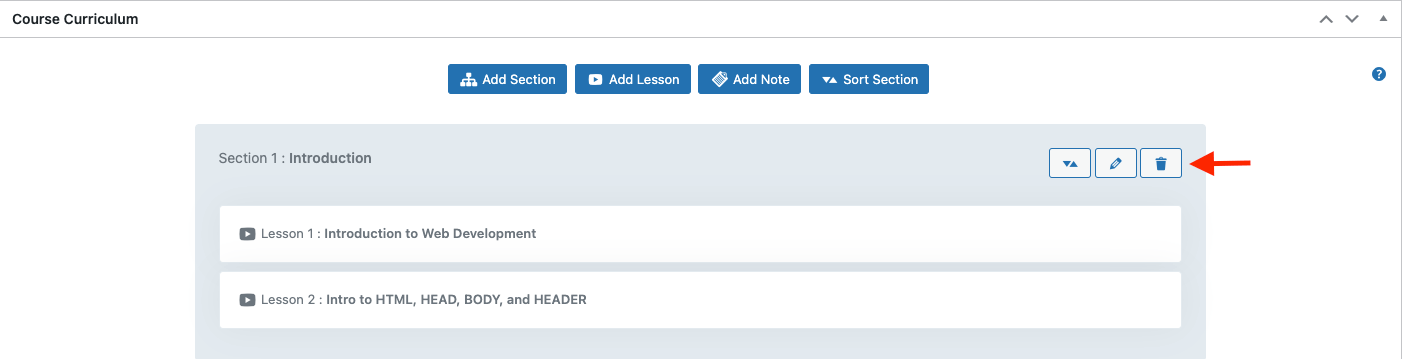 Course Curriculum
Add Section Add Lesson Add Note Sort Section
?
Section 1 : Introduction
Lesson 1 : Introduction to Web Development
Lesson 2 : Intro to HTML, HEAD, BODY, and HEADER